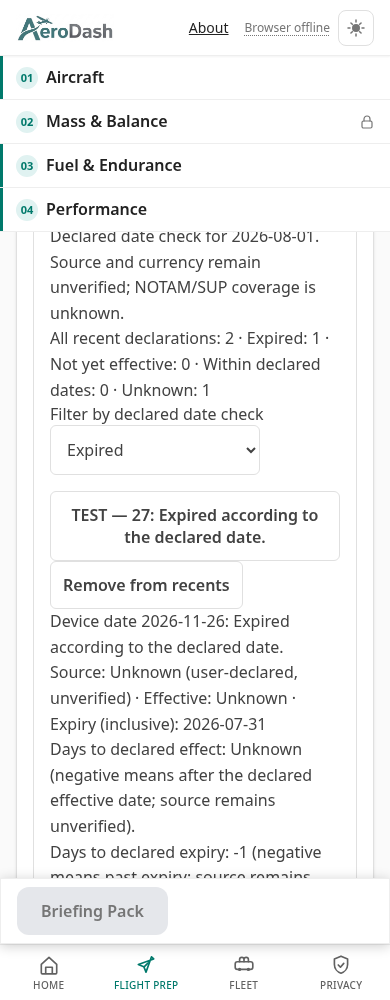 AeroDash
About
Browser offline
01 Aircraft
02 Mass & Balance
03 Fuel & Endurance
04 Performance
Declared date check for 2026-08-01.
Source and currency remain
unverified; NOTAM/SUP coverage is
unknown.
All recent declarations: 2 · Expired: 1 ·
Not yet effective: 0 · Within declared
dates: 0 · Unknown: 1
Filter by declared date check
Expired
TEST — 27: Expired according to
the declared date.
Remove from recents
Device date 2026-11-26: Expired
according to the declared date.
Source: Unknown (user-declared,
unverified) · Effective: Unknown ·
Expiry (inclusive): 2026-07-31
Days to declared effect: Unknown
(negative means after the declared
effective date; source remains
unverified).
Days to declared expiry: -1 (negative
means past expiry; source remains
Briefing Pack
HOME
FLIGHT PREP
FLEET
PRIVACY